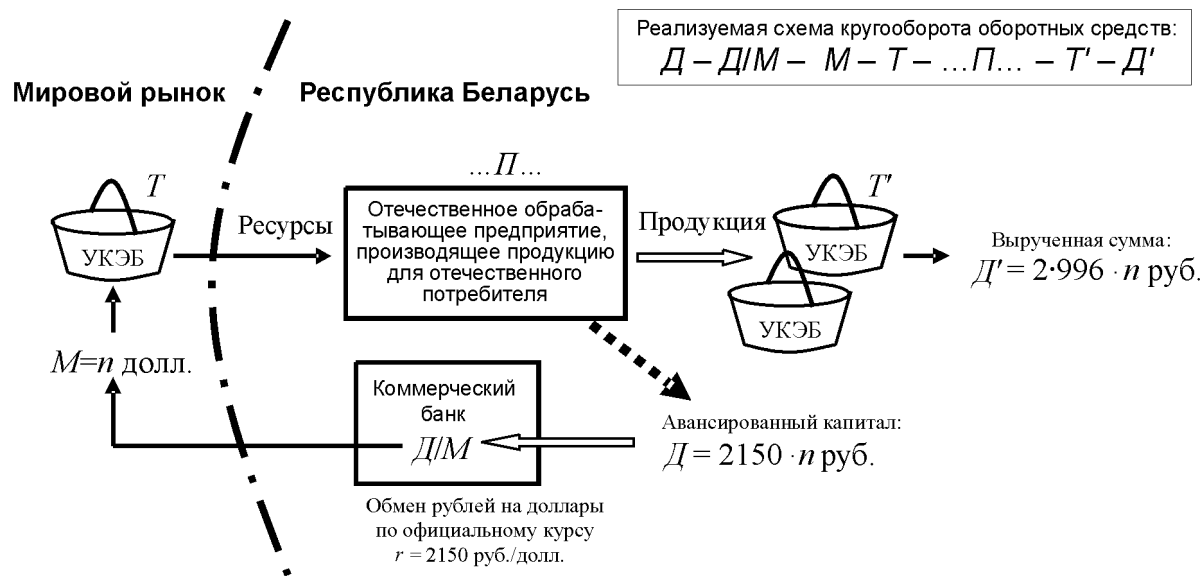 Реализуемая схема кругооборота оборотных средств:
Д – Д/М – М – Т – ...П... – Т' – Д'
Мировой рынок
Республика Беларусь
Т
УКЭБ
Ресурсы
...П...
Отечественное обраба-
тывающее предприятие,
производящее продукцию
для отечественного
потребителя
Продукция
Т'
УКЭБ
УКЭБ
Вырученная сумма:
Д' = 2·996 · n руб.
М=n долл.
Коммерческий
банк
Д/М
Авансированный капитал:
Д = 2150 · n руб.
Обмен рублей на доллары
по официальному курсу
r = 2150 руб./долл.